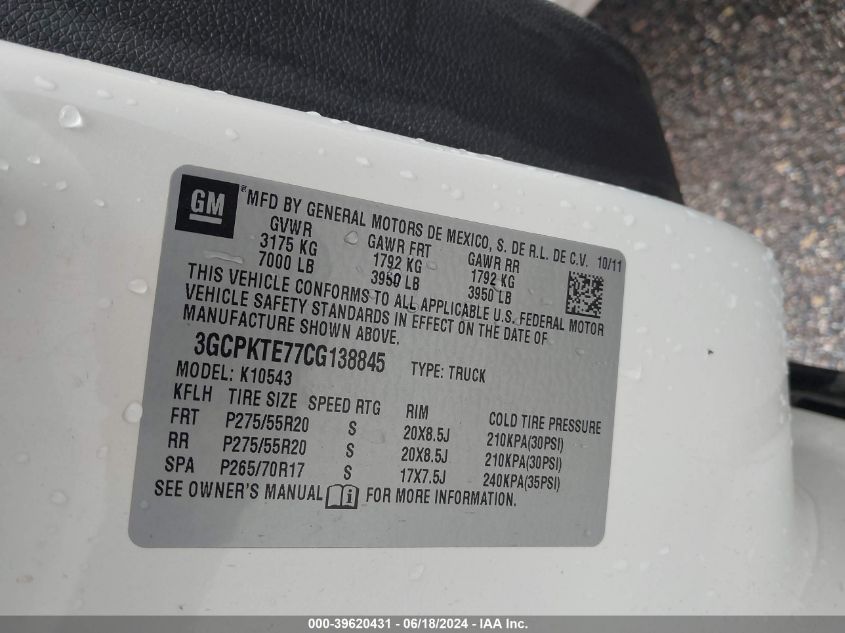 GM
® MFD BY GENERAL MOTORS DE MEXICO, S. DE R.L. DE C.V. 10/11
GVWR GAWR FRT GAWR RR
3175 KG 1792 KG 1792 KG
7000 LB 3950 LB 3950 LB
THIS VEHICLE CONFORMS TO ALL APPLICABLE U.S. FEDERAL MOTOR
VEHICLE SAFETY STANDARDS IN EFFECT ON THE DATE OF
MANUFACTURE SHOWN ABOVE.
3GCPKTE77CG138845 TYPE: TRUCK
MODEL: K10543
KFLH TIRE SIZE SPEED RTG RIM COLD TIRE PRESSURE
FRT P275/55R20 S 20X8.5J 210KPA(30PSI)
RR P275/55R20 S 20X8.5J 210KPA(30PSI)
SPA P265/70R17 S 17X7.5J 240KPA(35PSI)
SEE OWNER'S MANUAL FOR MORE INFORMATION.
000-39620431 - 06/18/2024 - IAA Inc.